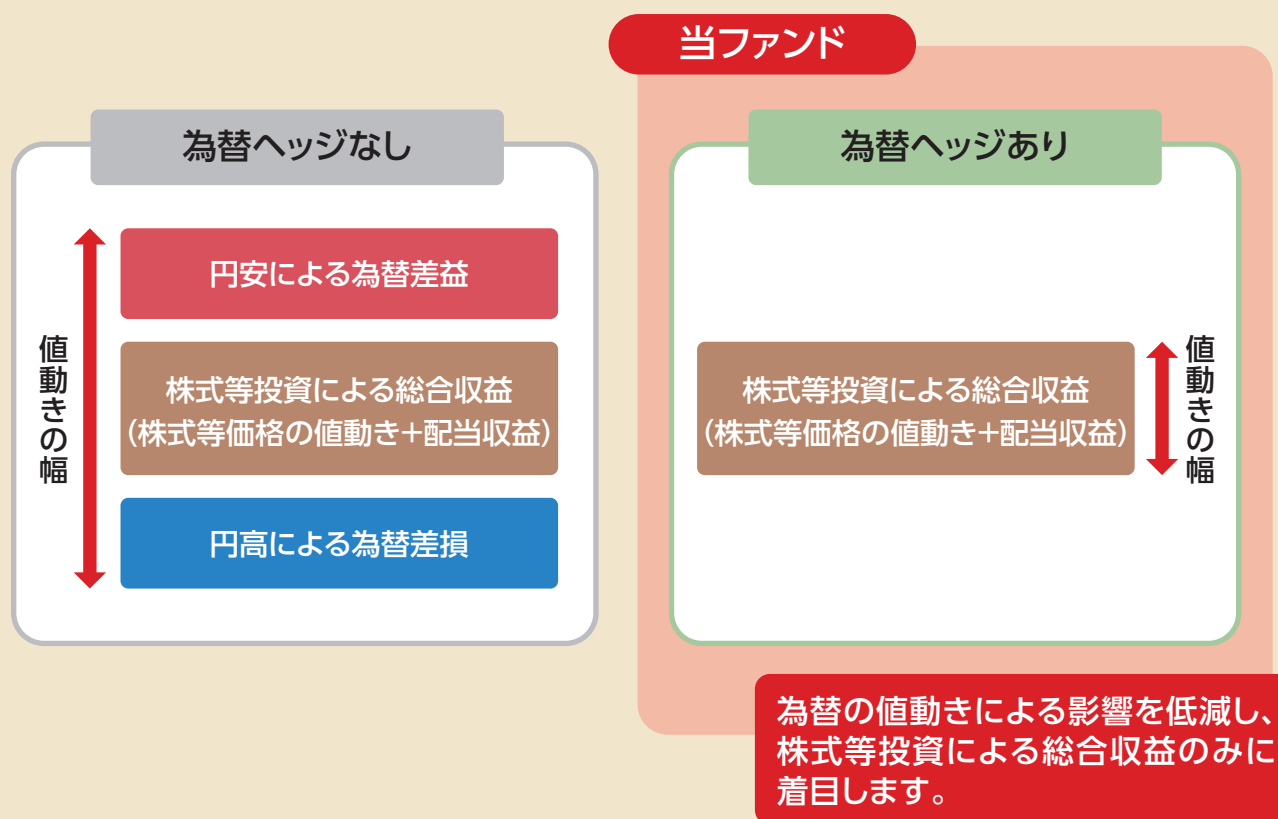 当ファンド
為替ヘッジなし
値動きの幅
円安による為替差益
株式等投資による総合収益
(株式等価格の値動き+配当収益)
円高による為替差損
為替ヘッジあり
株式等投資による総合収益
(株式等価格の値動き+配当収益)
値動きの幅
為替の値動きによる影響を低減し、
株式等投資による総合収益のみに
着目します。